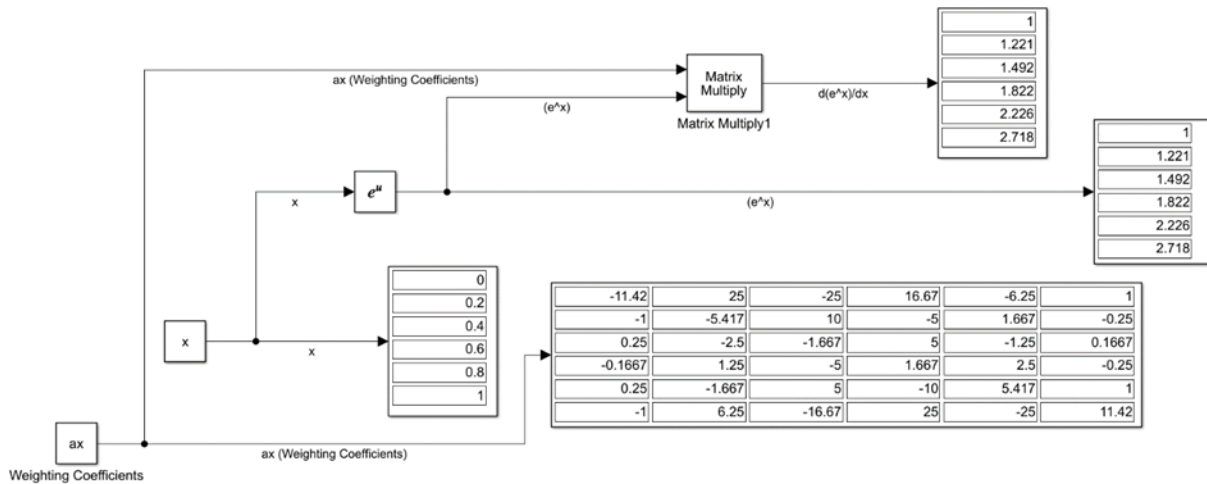 1
1.221
1.492
1.822
2.226
2.718
Matrix
Multiply
Matrix Multiply1
ax (Weighting Coefficients)
(e^x)
d(e^x)/dx
1
1.221
1.492
1.822
2.226
2.718
e^u
x
(e^x)
0
0.2
0.4
0.6
0.8
1
x
x
-11.42 25 -25 16.67 -6.25 1
-1 -5.417 10 -5 1.667 -0.25
0.25 -2.5 -1.667 5 -1.25 0.1667
-0.1667 1.25 -5 1.667 2.5 -0.25
0.25 -1.667 5 -10 5.417 1
-1 6.25 -16.67 25 -25 11.42
ax
Weighting Coefficients
ax (Weighting Coefficients)